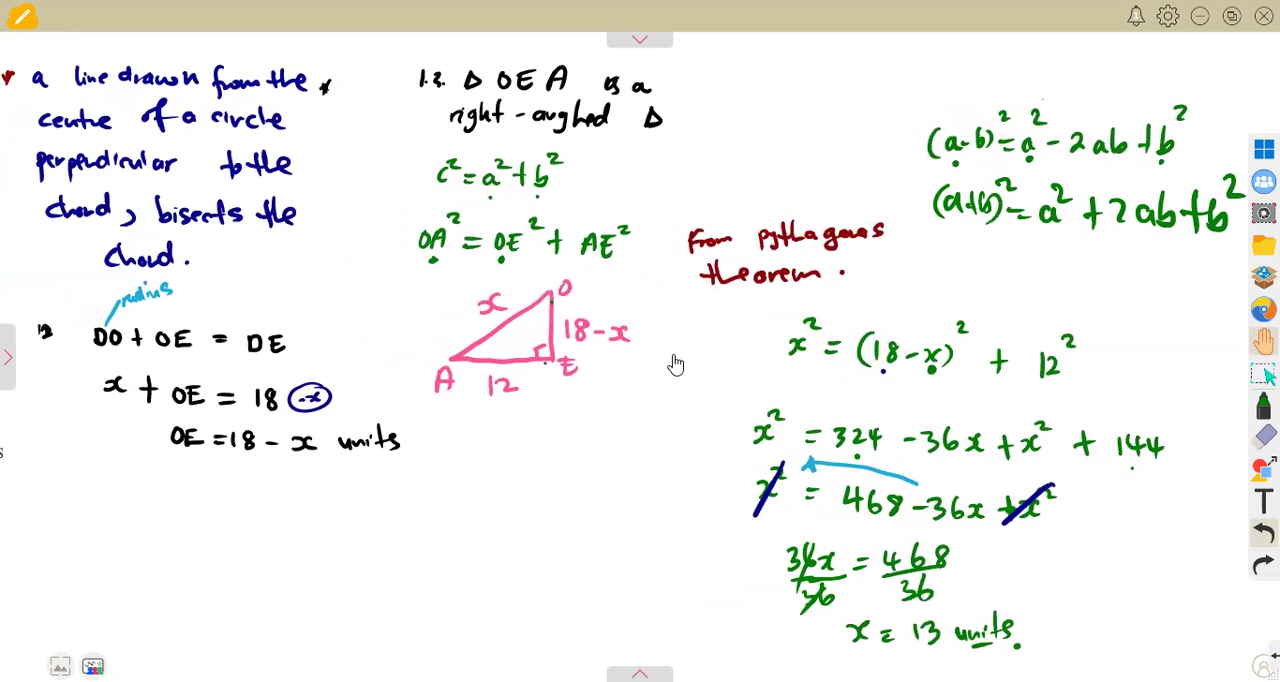 a line drawn from the
centre of a circle
perpendicular to the
chord, bisects the
chord.
radius
DO + OE = DE
x + OE = 18 -x
OE = 18 - x units
1.3. Δ OEA is a
right-angled Δ
c² = a² + b²
OA² = OE² + AE²
x
O
18 - x
A
12
E
From pythagoras
theorem.
(a-b)² = a² - 2ab + b²
(a+b)² = a² + 2ab + b²
x² = (18 - x)² + 12²
x² = 324 - 36x + x² + 144
x² = 468 - 36x + x²
36x/36 = 468/36
x = 13 units.